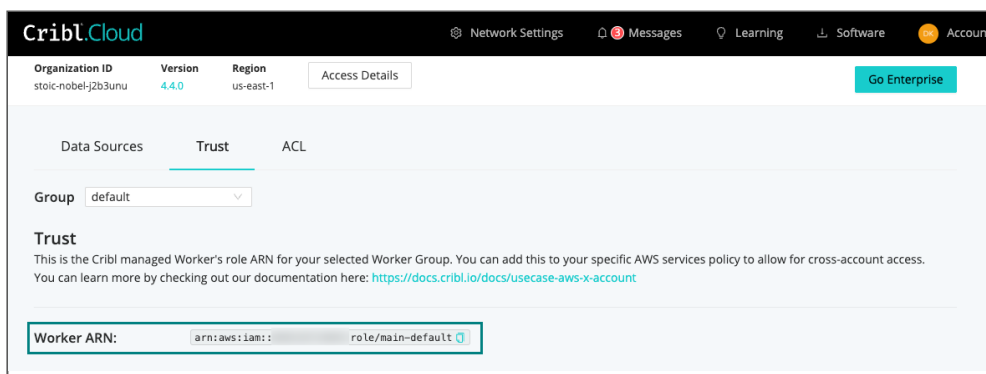 Cribl.Cloud Network Settings 3 Messages Learning Software OK Accoun
Organization ID Version Region Access Details Go Enterprise
stoic-nobel-j2b3unu 4.4.0 us-east-1
Data Sources Trust ACL
Group default
Trust
This is the Cribl managed Worker's role ARN for your selected Worker Group. You can add this to your specific AWS services policy to allow for cross-account access.
You can learn more by checking out our documentation here: https://docs.cribl.io/docs/usecase-aws-x-account
Worker ARN: arn:aws:iam:: role/main-default